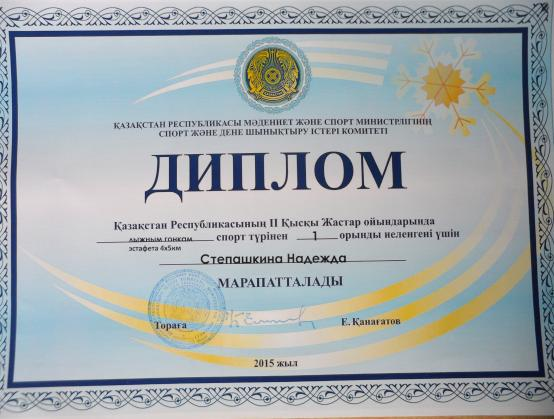 ҚАЗАҚСТАН РЕСПУБЛИКАСЫ МӘДЕНИЕТ ЖӘНЕ СПОРТ МИНИСТРЛІГІНІҢ
СПОРТ ЖӘНЕ ДЕНЕ ШЫНЫҚТЫРУ ІСТЕРІ КОМИТЕТІ
ДИПЛОМ
Қазақстан Республикасының II Қысқы Жастар ойындарында
лыжным гонкам спорт түрінен 1 орынды иеленгені үшін
эстафета 4х5км
Степашкина Надежда
МАРАПАТТАЛАДЫ
Төраға Е. Қанағатов
2015 жыл